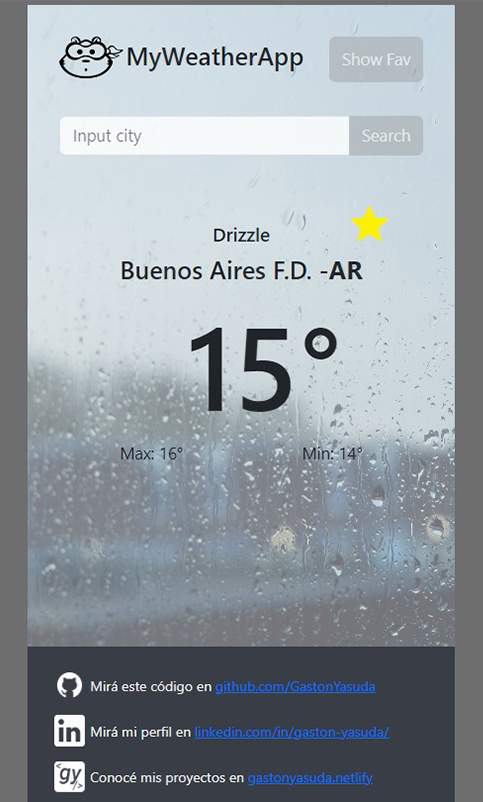 MyWeatherApp
Show Fav
Input city
Search
Drizzle
Buenos Aires F.D. -AR
15°
Max: 16° Min: 14°
Mirá este código en github.com/GastonYasuda
in Mirá mi perfil en linkedin.com/in/gaston-yasuda/
gy Conocé mis proyectos en gastonyasuda.netlify